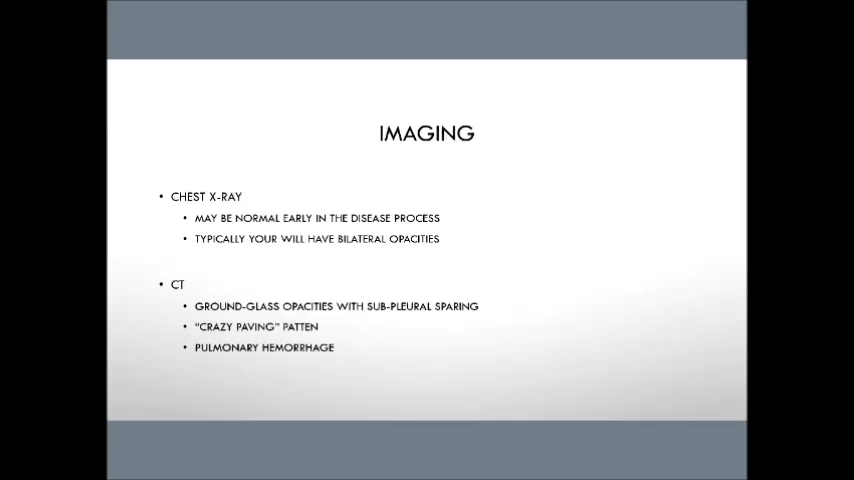 IMAGING
• CHEST X-RAY
• MAY BE NORMAL EARLY IN THE DISEASE PROCESS
• TYPICALLY YOUR WILL HAVE BILATERAL OPACITIES
• CT
• GROUND-GLASS OPACITIES WITH SUB-PLEURAL SPARING
• "CRAZY PAVING" PATTEN
• PULMONARY HEMORRHAGE